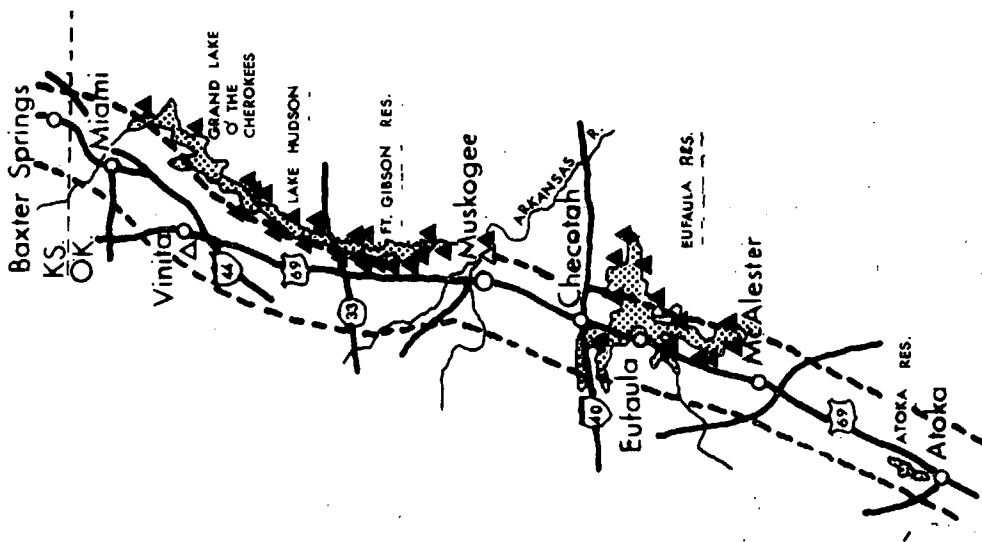 Baxter Springs
KS.
OK.
Miami
GRAND LAKE
O' THE
CHEROKEES
Vinita
44
69
LAKE HUDSON
33
FT. GIBSON RES.
Muskogee
ARKANSAS R.
Checotah
40
Eufaula
EUFAULA RES.
McAlester
69
ATOKA RES.
Atoka